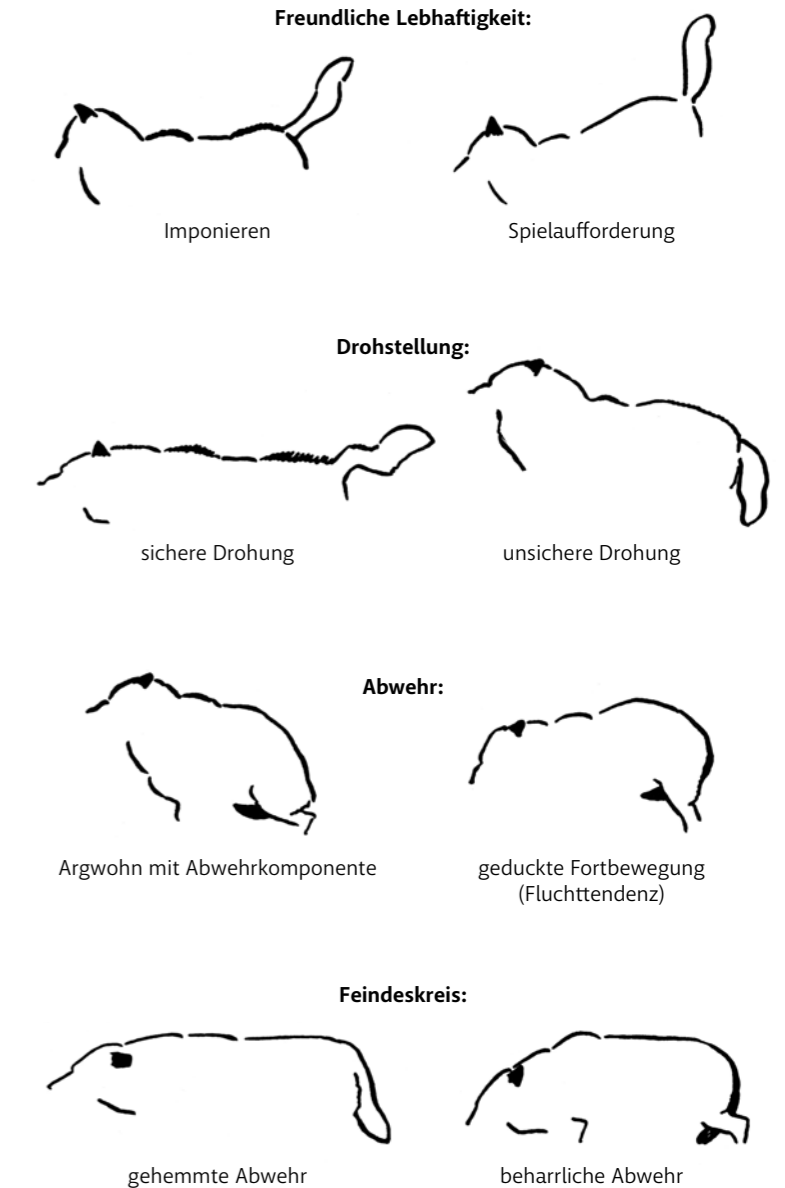 Freundliche Lebhaftigkeit:
Imponieren
Spielaufforderung
Drohstellung:
sichere Drohung
unsichere Drohung
Abwehr:
Argwohn mit Abwehrkomponente
geduckte Fortbewegung
(Fluchttendenz)
Feindeskreis:
gehemmte Abwehr
beharrliche Abwehr